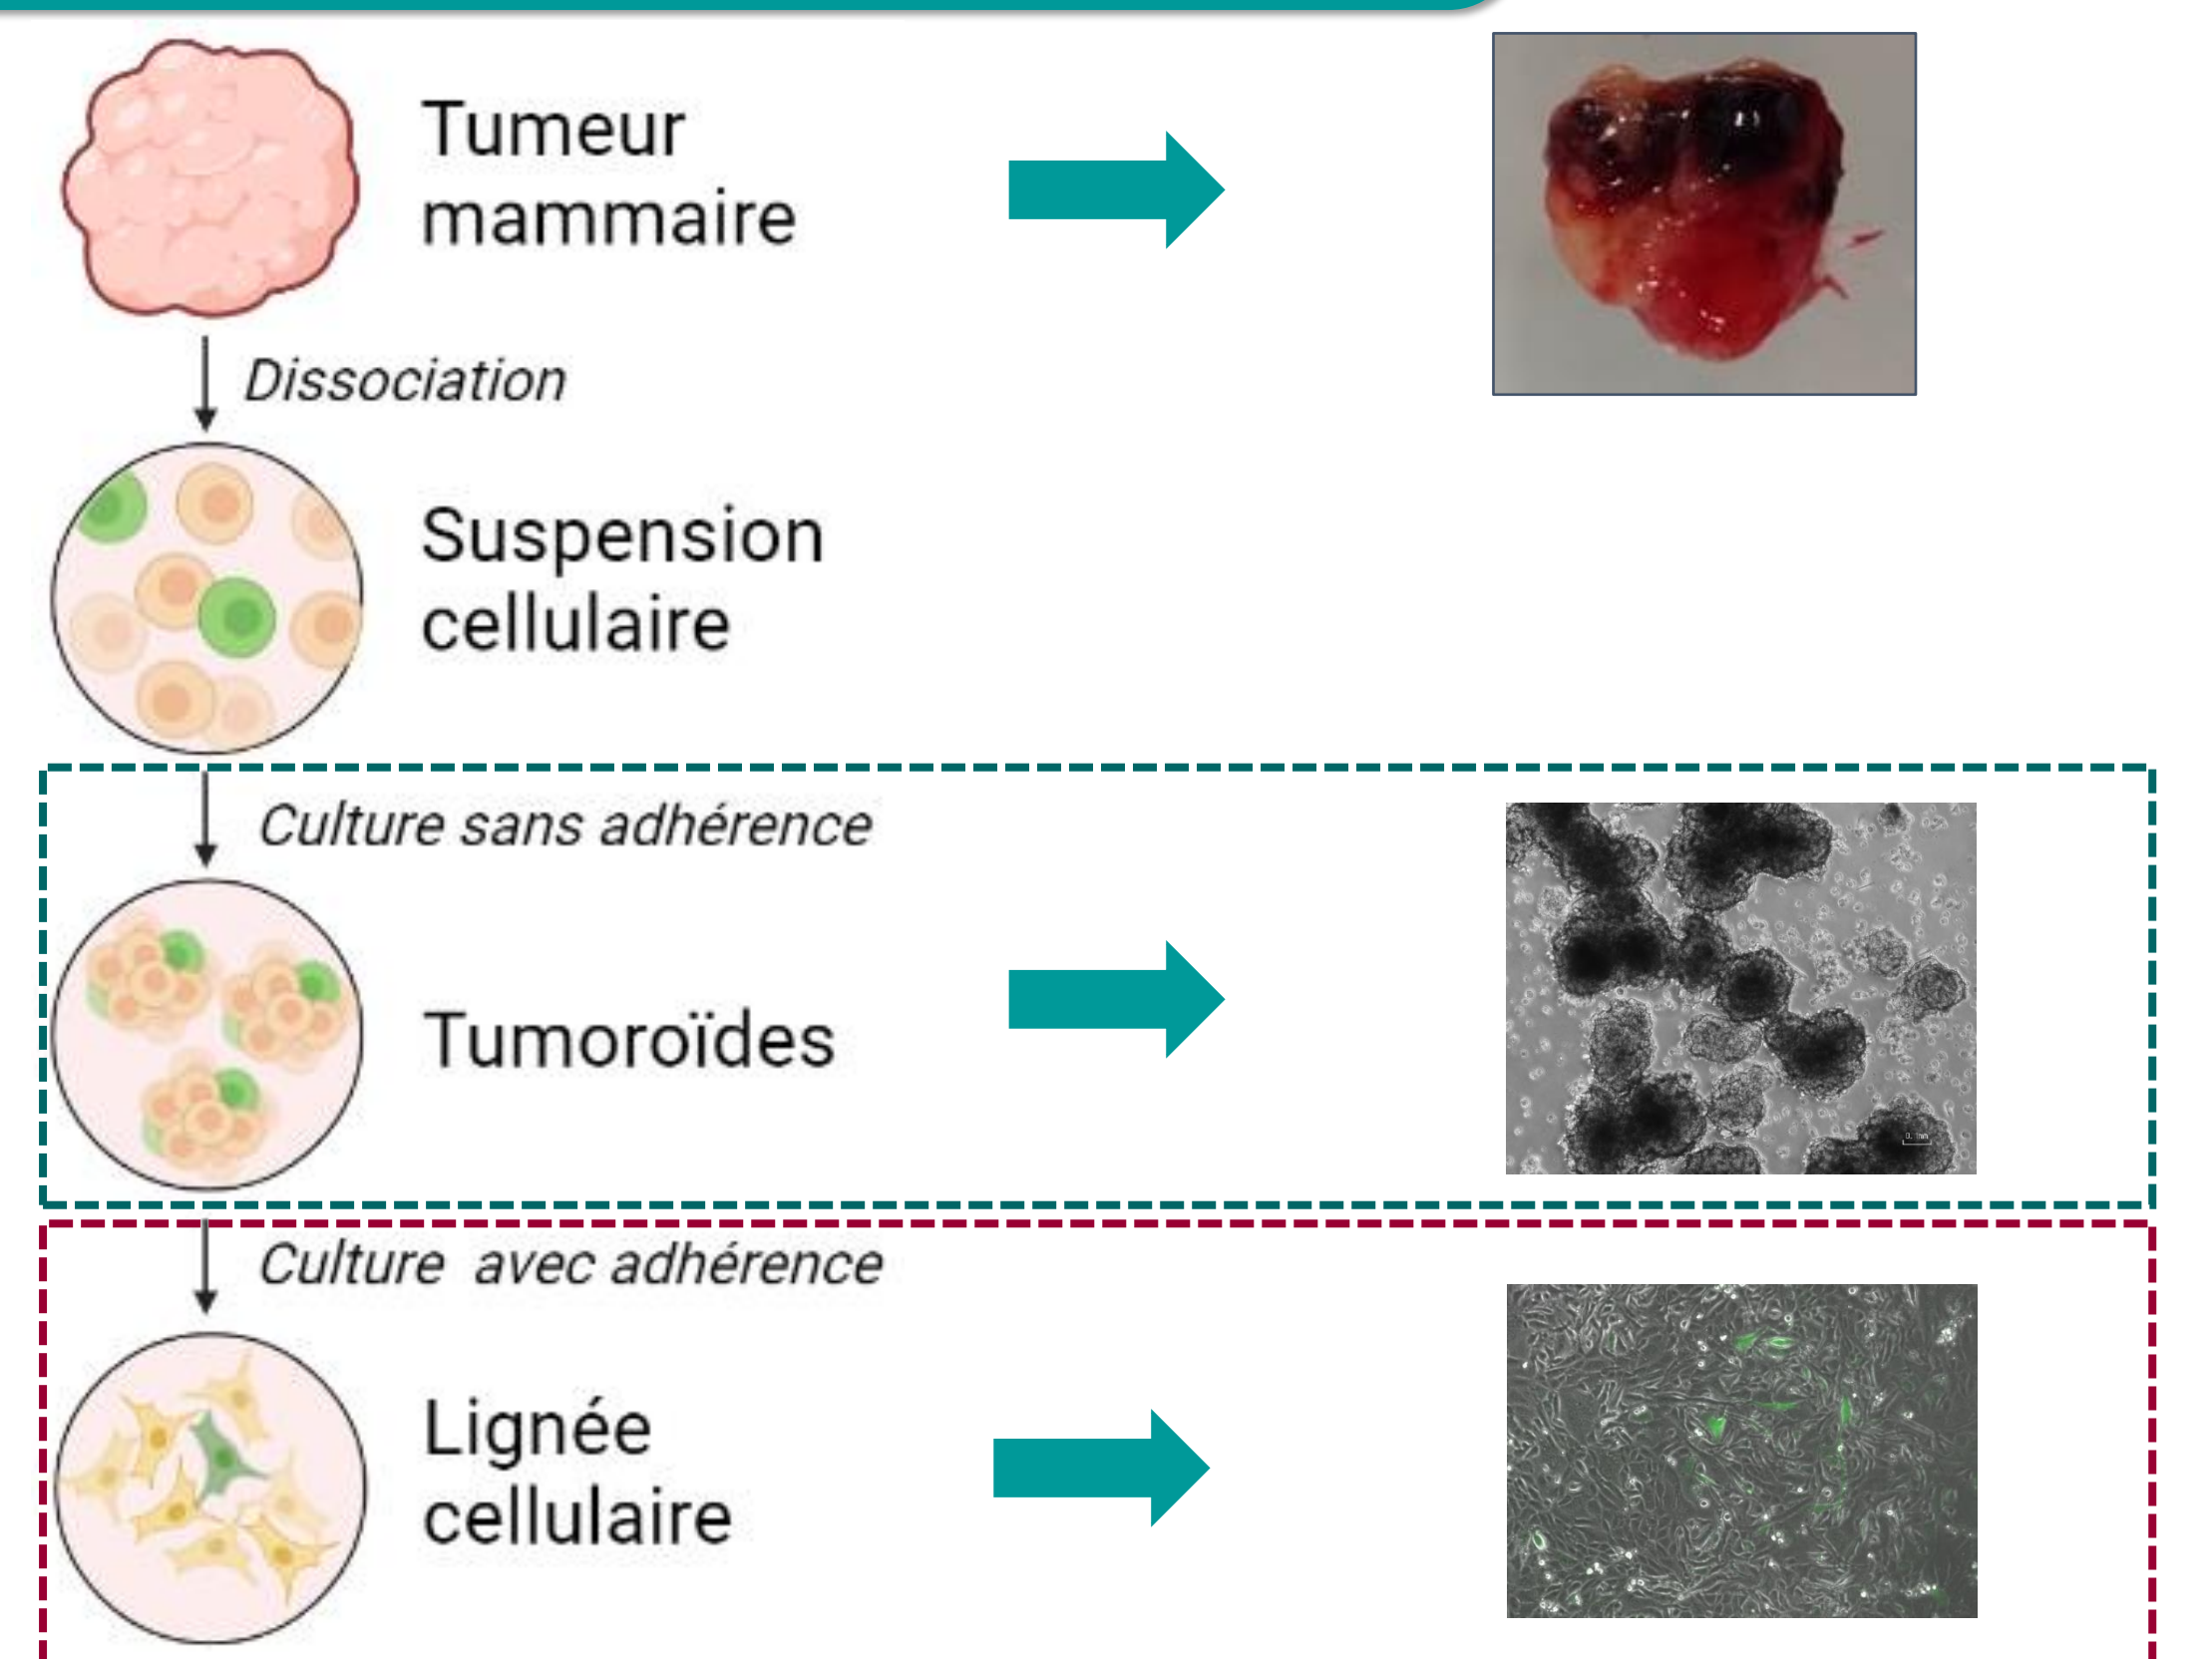 Tumeur
mammaire
Dissociation
Suspension
cellulaire
Culture sans adhérence
Tumoroïdes
Culture avec adhérence
Lignée
cellulaire